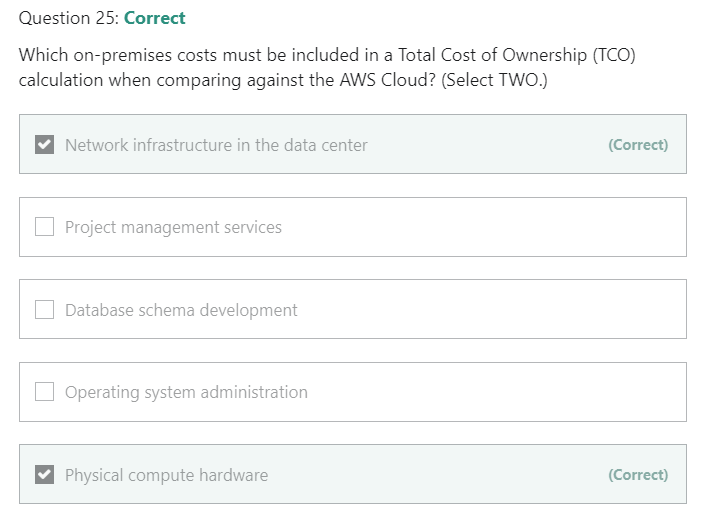 Question 25: Correct
Which on-premises costs must be included in a Total Cost of Ownership (TCO)
calculation when comparing against the AWS Cloud? (Select TWO.)
Network infrastructure in the data center (Correct)
Project management services
Database schema development
Operating system administration
Physical compute hardware (Correct)